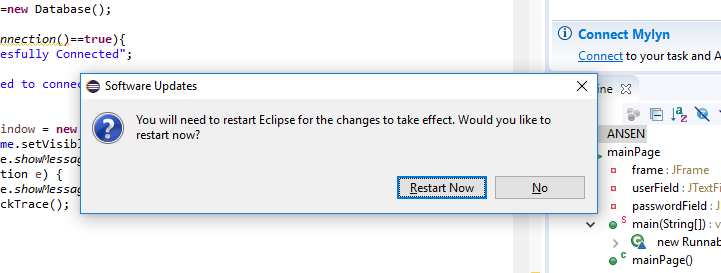 =new Database();
nnection()==true){
esfully Connected";
ed to connec
indow = new
me.setVisibl
e.showMessag
tion e) {
e.showMessag
ckTrace();
Software Updates
You will need to restart Eclipse for the changes to take effect. Would you like to
restart now?
Restart Now
No
Connect Mylyn
Connect to your task and A
ine
ANSEN
mainPage
frame : JFrame
userField : JTextFi
passwordField : J
main(String[]) : v
new Runnab
mainPage()